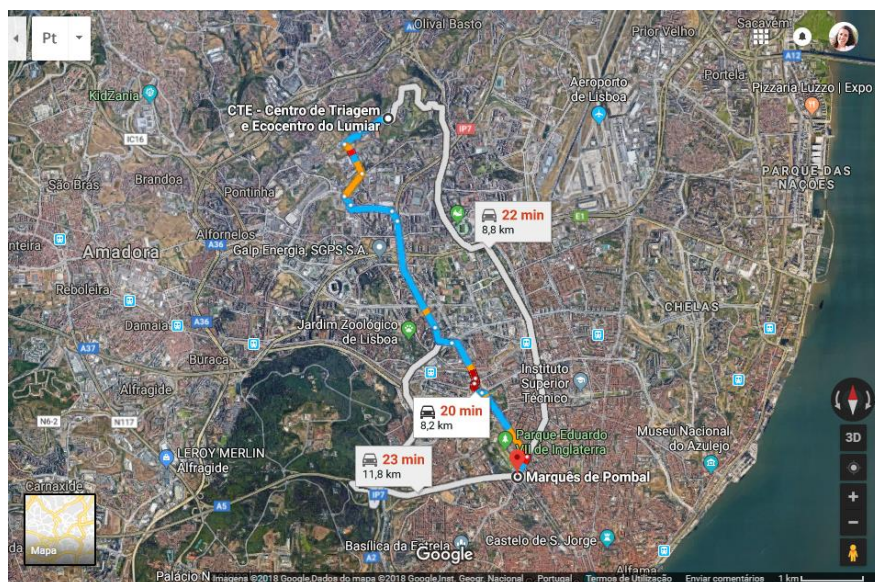 Pt
Olival Basto
Sacavém
Prior Velho
A12
Portela
KidZania
Aeroporto
de Lisboa
Pizzaria Luzzo | Expo
CTE - Centro de Triagem
e Ecocentro do Lumiar
IP7
IC16
São Brás
Brandoa
Pontinha
PARQUE DAS
NAÇÕES
22 min
8,8 km
E1
Alfornelos
A36
Galp Energia, SGPS S.A.
Amadora
Reboleira
CHELAS
Damaia
A36
Jardim Zoológico
de Lisboa
A37
Buraca
Alfragide
Instituto
Superior
Técnico
20 min
8,2 km
N6-2
N117
Museu Nacional
do Azulejo
3D
Parque Eduardo
VII de Inglaterra
LEROY MERLIN
Alfragide
23 min
11,8 km
Marquês de Pombal
Carnaxide
IP7
A5
Mapa
Basílica da Estrela
Castelo de S. Jorge
A2
Google
Alfama
Palácio N
Imagens ©2018 Google,Dados do mapa ©2018 Google,Inst. Geogr. Nacional
Portugal
Termos de Utilização
Enviar comentários
1 km